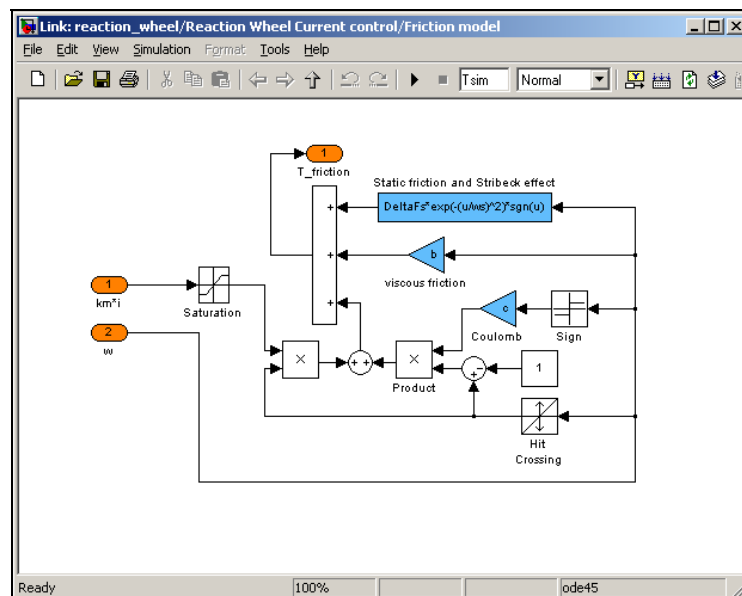 Link: reaction_wheel/Reaction Wheel Current control/Friction model
File Edit View Simulation Format Tools Help
Tsim Normal
1
T_friction
Static friction and Stribeck effect
DeltaFs*exp(-(u/ws)^2)*sgn(u)
+
+
b
viscous friction
1
km*i
Saturation
c
+
2
w
Coulomb
Sign
×
+ +
×
+ −
1
Product
Hit
Crossing
Ready 100% ode45